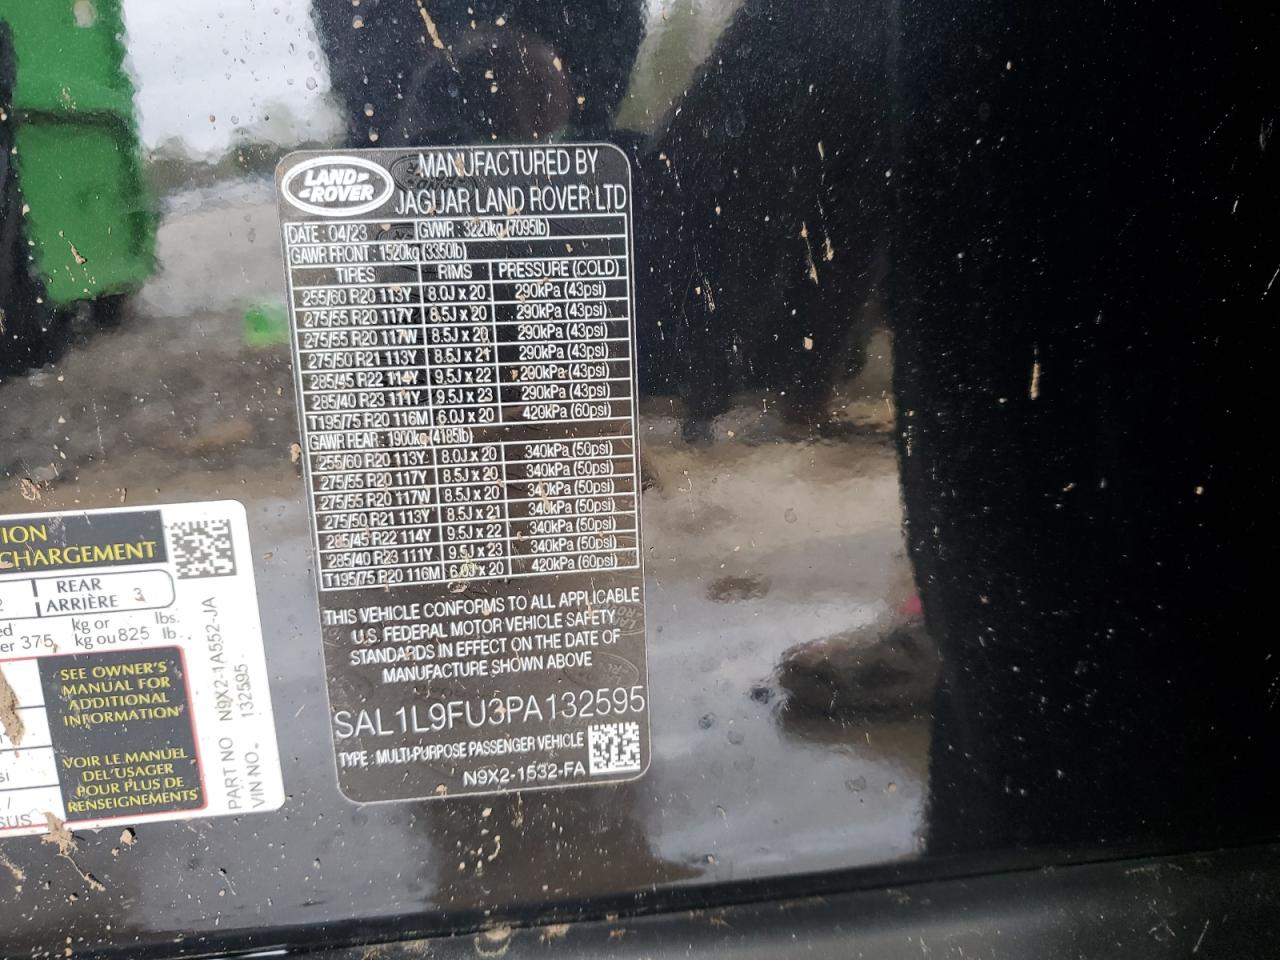 LAND ROVER
MANUFACTURED BY
JAGUAR LAND ROVER LTD
DATE : 04/23 GVWR : 3220kg (7095lb)
GAWR FRONT : 1520kg (3350lb)
TIRES RIMS PRESSURE (COLD)
255/60 R20 113Y 8.0J x 20 290kPa (43psi)
275/55 R20 117Y 8.5J x 20 290kPa (43psi)
275/55 R20 117W 8.5J x 20 290kPa (43psi)
275/50 R21 113Y 8.5J x 21 290kPa (43psi)
285/45 R22 114Y 9.5J x 22 290kPa (43psi)
285/40 R23 111Y 9.5J x 23 290kPa (43psi)
T195/75 R20 116M 6.0J x 20 420kPa (60psi)
GAWR REAR : 1900kg (4185lb)
255/60 R20 113Y 8.0J x 20 340kPa (50psi)
275/55 R20 117Y 8.5J x 20 340kPa (50psi)
275/55 R20 117W 8.5J x 20 340kPa (50psi)
275/50 R21 113Y 8.5J x 21 340kPa (50psi)
285/45 R22 114Y 9.5J x 22 340kPa (50psi)
285/40 R23 111Y 9.5J x 23 340kPa (50psi)
T195/75 R20 116M 6.0J x 20 420kPa (60psi)
THIS VEHICLE CONFORMS TO ALL APPLICABLE
U.S. FEDERAL MOTOR VEHICLE SAFETY
STANDARDS IN EFFECT ON THE DATE OF
MANUFACTURE SHOWN ABOVE
SAL1L9FU3PA132595
TYPE : MULTI-PURPOSE PASSENGER VEHICLE
N9X2-1532-FA
ION
CHARGEMENT
2 REAR
ARRIÈRE 3
ed kg or lbs.
er 375 kg ou 825 lb.
SEE OWNER'S
MANUAL FOR
ADDITIONAL
INFORMATION
VOIR LE MANUEL
DEL'USAGER
POUR PLUS DE
RENSEIGNEMENTS
si
SUS
PART NO N9X2-1A552-JA
VIN NO. 132595